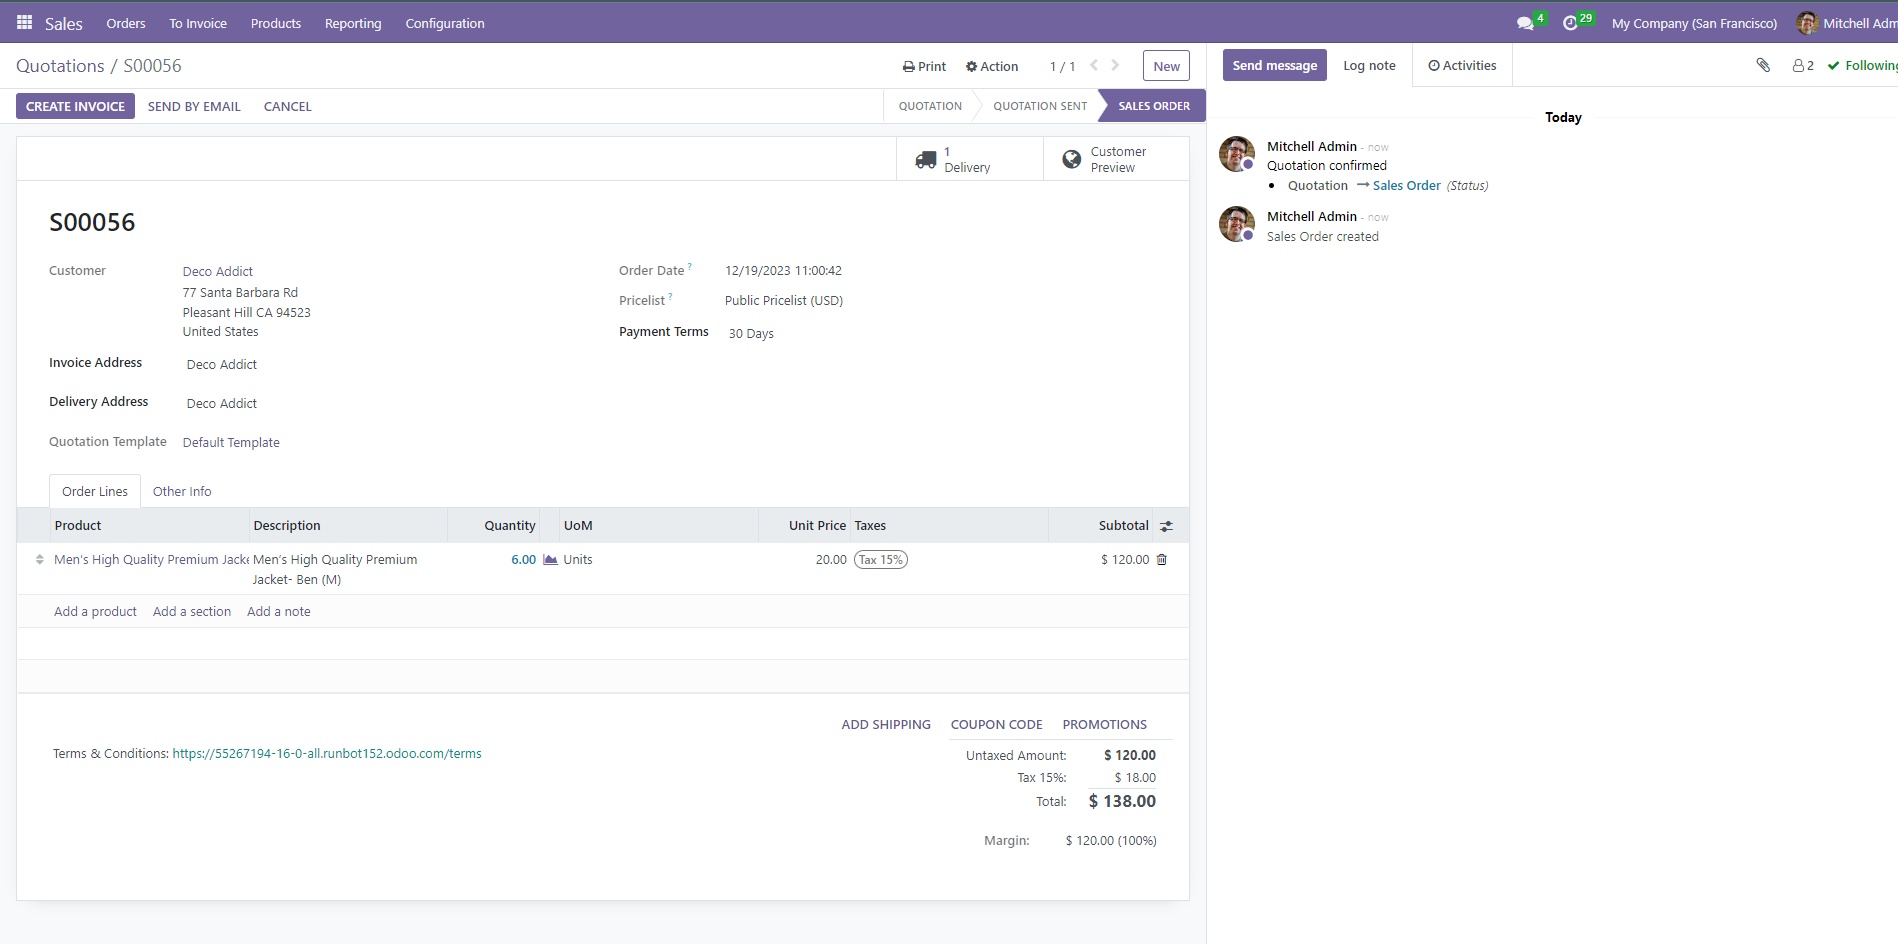 Sales Orders To Invoice Products Reporting Configuration 4 29 My Company (San Francisco) Mitchell Adm
Quotations / S00056 Print Action 1 / 1 New
CREATE INVOICE SEND BY EMAIL CANCEL QUOTATION QUOTATION SENT SALES ORDER
1
Delivery
Customer
Preview
S00056
Customer Deco Addict
77 Santa Barbara Rd
Pleasant Hill CA 94523
United States
Invoice Address Deco Addict
Delivery Address Deco Addict
Quotation Template Default Template
Order Date ? 12/19/2023 11:00:42
Pricelist ? Public Pricelist (USD)
Payment Terms 30 Days
Order Lines Other Info
Product Description Quantity UoM Unit Price Taxes Subtotal
Men's High Quality Premium Jacke Men's High Quality Premium 6.00 Units 20.00 Tax 15% $ 120.00
Jacket- Ben (M)
Add a product Add a section Add a note
ADD SHIPPING COUPON CODE PROMOTIONS
Terms & Conditions: https://55267194-16-0-all.runbot152.odoo.com/terms
Untaxed Amount: $ 120.00
Tax 15%: $ 18.00
Total: $ 138.00
Margin: $ 120.00 (100%)
Send message Log note Activities 2 Following
Today
Mitchell Admin - now
Quotation confirmed
• Quotation → Sales Order (Status)
Mitchell Admin - now
Sales Order created